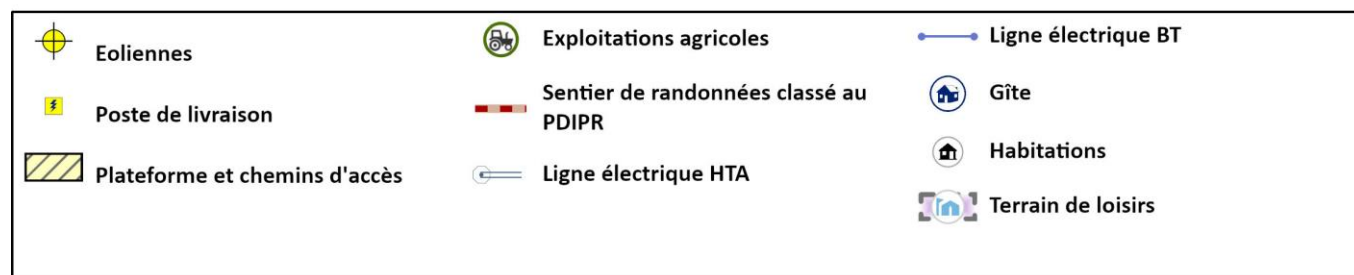 Eoliennes
Poste de livraison
Plateforme et chemins d'accès
Exploitations agricoles
Sentier de randonnées classé au
PDIPR
Ligne électrique HTA
Ligne électrique BT
Gîte
Habitations
Terrain de loisirs